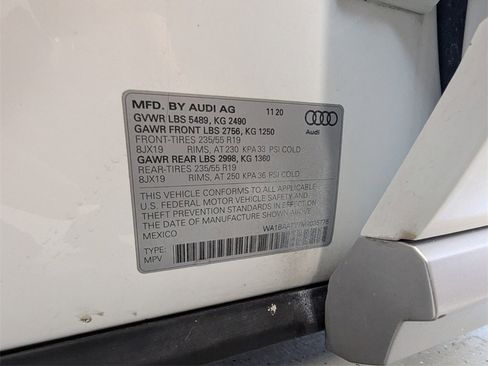 MFD. BY AUDI AG 11 20
GVWR LBS 5489, KG 2490
GAWR FRONT LBS 2756, KG 1250
FRONT-TIRES 235/55 R19
8JX19 RIMS, AT 230 KPA 33 PSI COLD
GAWR REAR LBS 2998, KG 1360
REAR-TIRES 235/55 R19
8JX19 RIMS, AT 250 KPA 36 PSI COLD
Audi
THIS VEHICLE CONFORMS TO ALL APPLICABLE
U.S. FEDERAL MOTOR VEHICLE SAFETY AND
THEFT PREVENTION STANDARDS IN EFFECT ON
THE DATE OF MANUFACTURE SHOWN ABOVE.
MEXICO
TYPE:
MPV